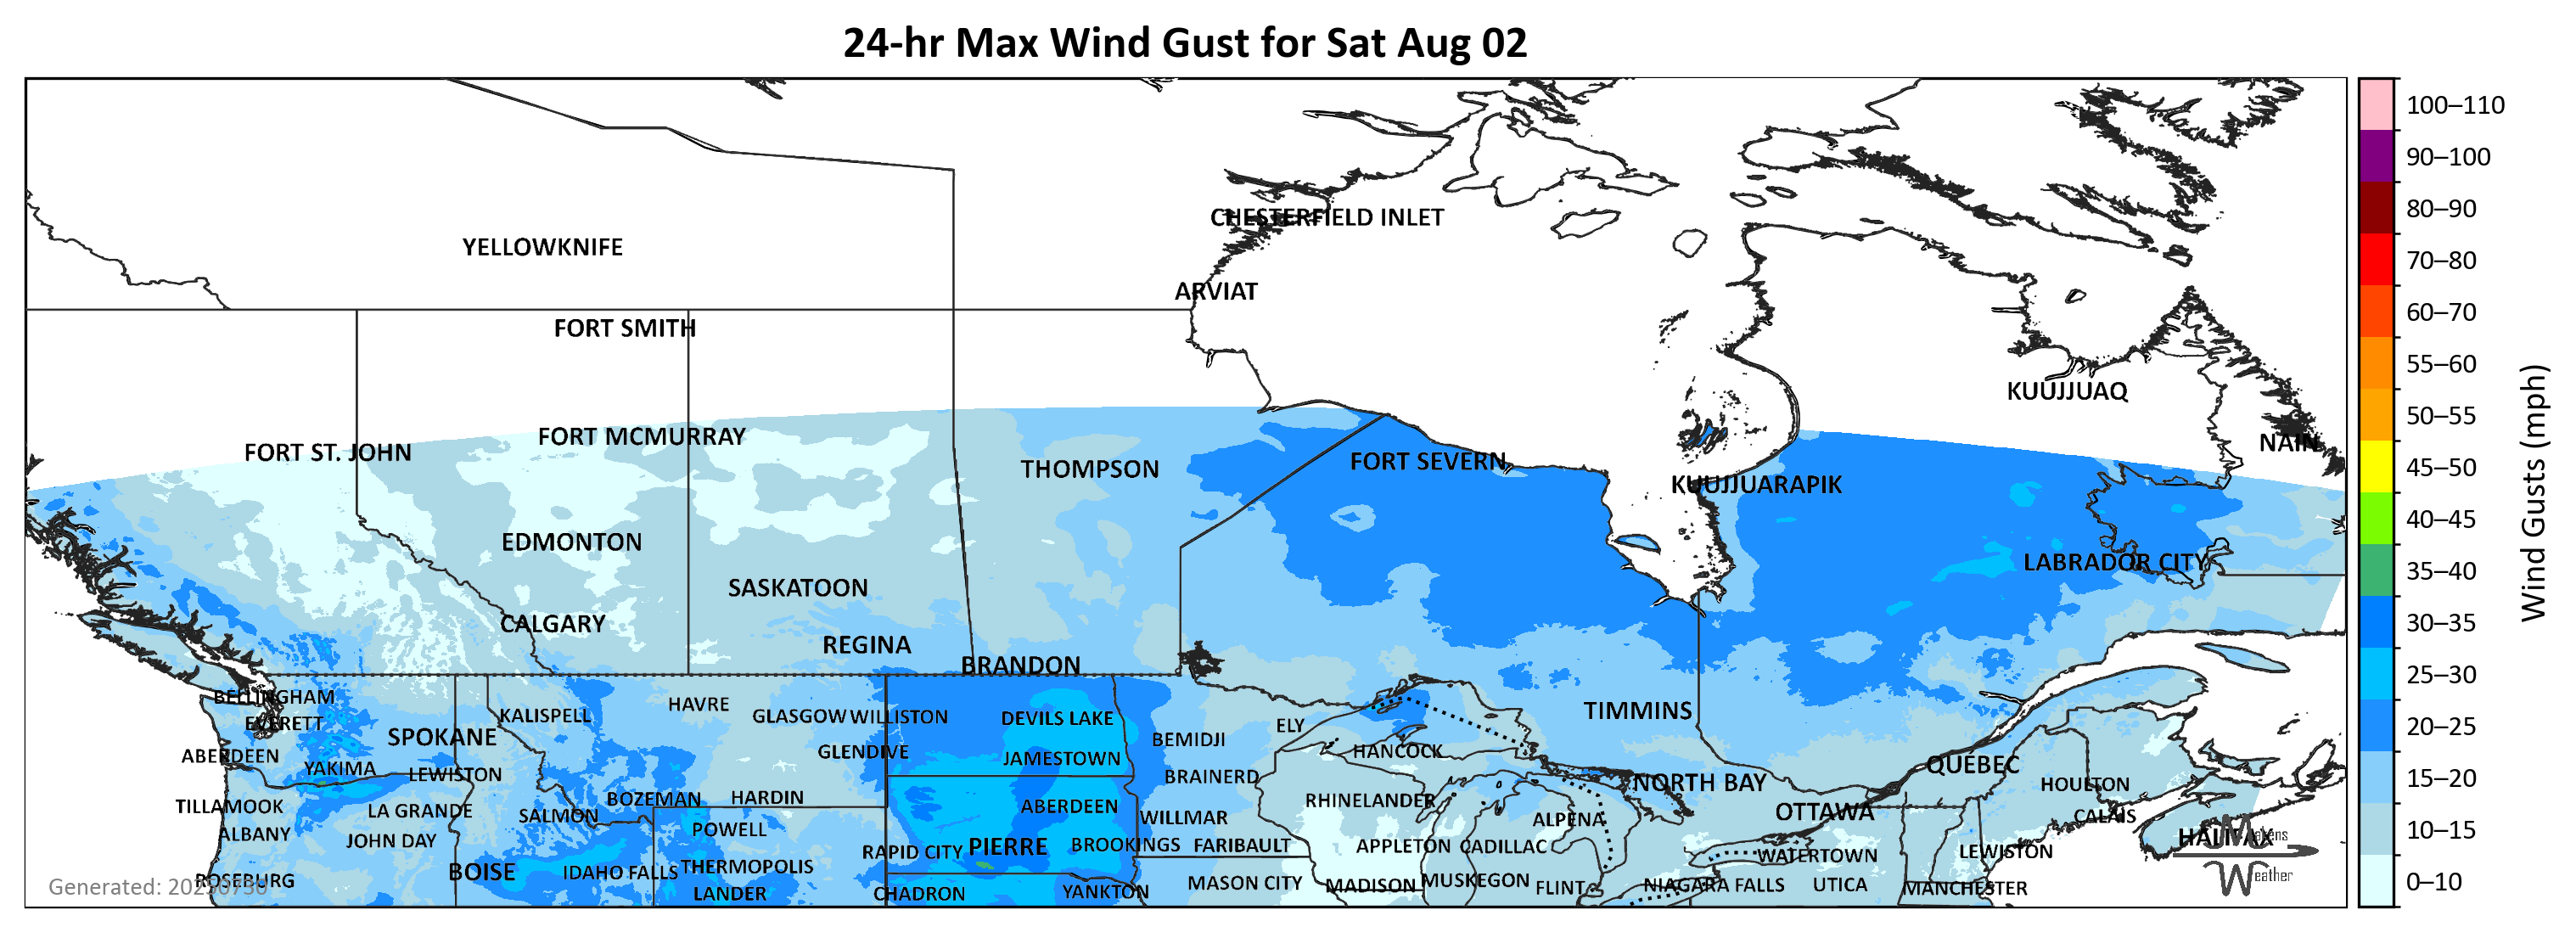 24-hr Max Wind Gust for Sat Aug 02
100–110
90–100
80–90
70–80
60–70
55–60
50–55
45–50
40–45
35–40
30–35
25–30
20–25
15–20
10–15
0–10
Wind Gusts (mph)
CHESTERFIELD INLET
YELLOWKNIFE
ARVIAT
FORT SMITH
KUUJJUAQ
FORT MCMURRAY
NAIN
FORT ST. JOHN
FORT SEVERN
THOMPSON
KUUJJUARAPIK
EDMONTON
LABRADOR CITY
SASKATOON
CALGARY
REGINA
BRANDON
BELLINGHAM
HAVRE
TIMMINS
KALISPELL
GLASGOW WILLISTON
DEVILS LAKE
EVERETT
ELY
SPOKANE
BEMIDJI
GLENDIVE
HANCOCK
ABERDEEN
JAMESTOWN
QUÉBEC
YAKIMA
LEWISTON
BRAINERD
NORTH BAY
HOULTON
BOZEMAN
HARDIN
RHINELANDER
TILLAMOOK
LA GRANDE
ABERDEEN
OTTAWA
SALMON
WILLMAR
ALPENA
CALAIS
ALBANY
POWELL
HALIFAX
Makens
Weather
JOHN DAY
RAPID CITY
PIERRE
BROOKINGS
FARIBAULT
APPLETON
CADILLAC
WATERTOWN
LEWISTON
BOISE
IDAHO FALLS
THERMOPOLIS
ROSEBURG
MASON CITY
MADISON
MUSKEGON
FLINT
NIAGARA FALLS
UTICA
MANCHESTER
LANDER
CHADRON
YANKTON
Generated: 20250730